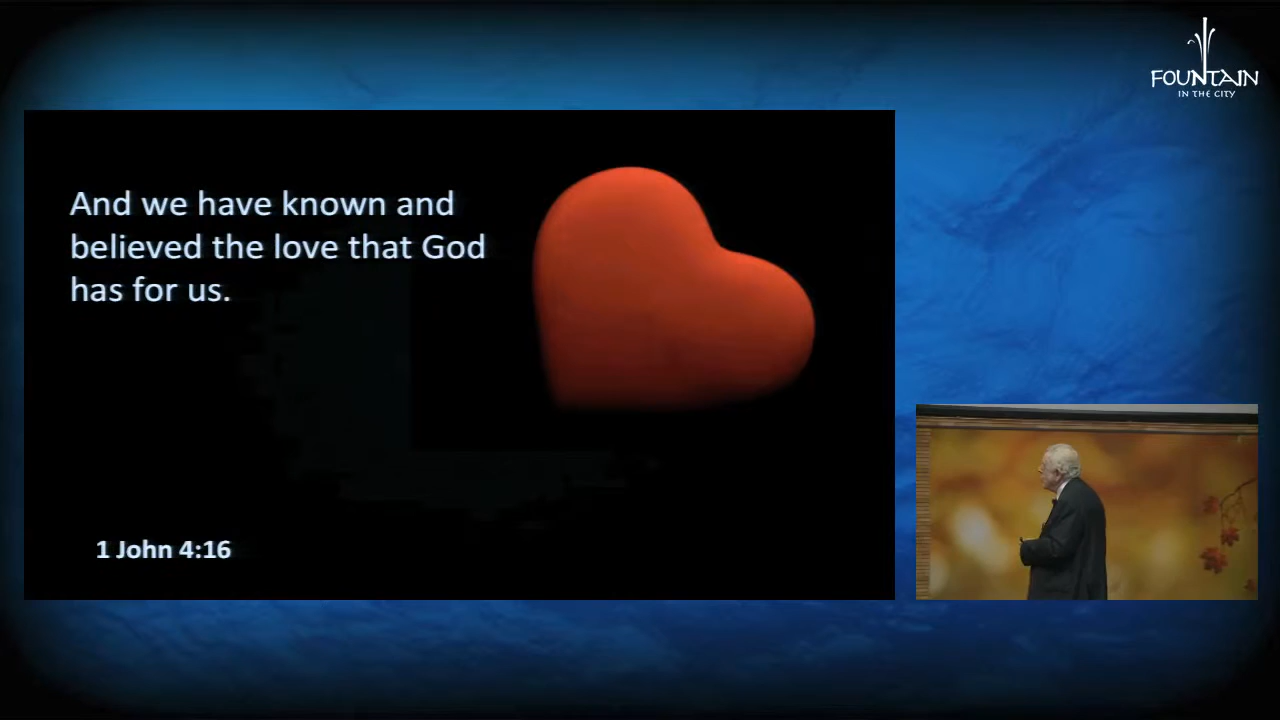 FOUNTAIN
IN THE CITY
And we have known and
believed the love that God
has for us.
1 John 4:16